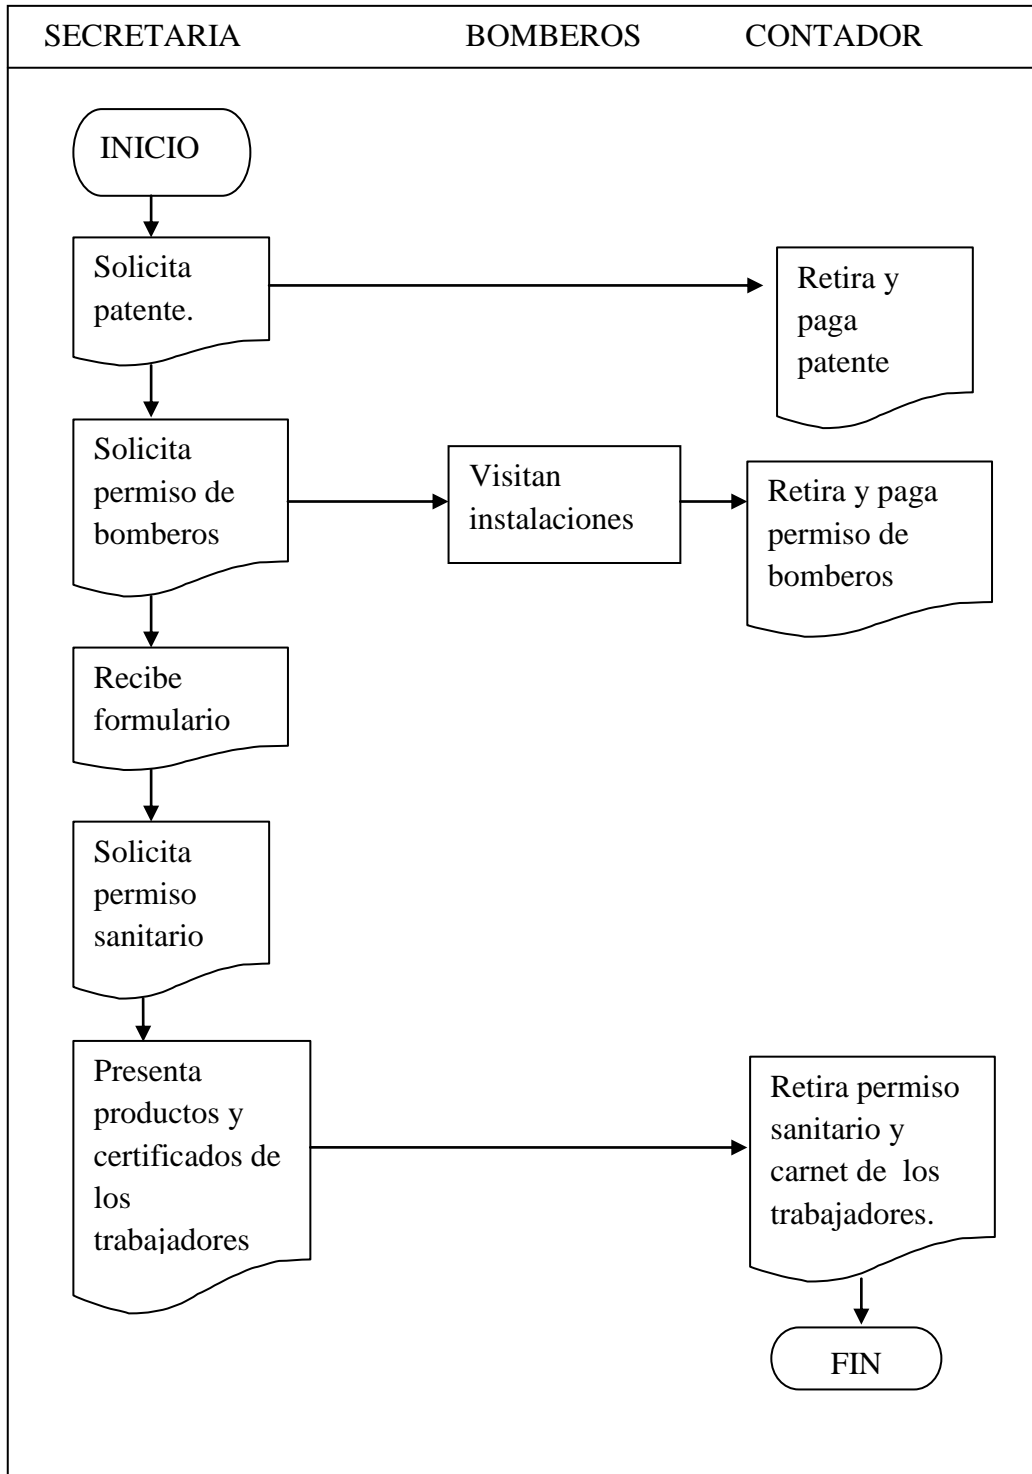 SECRETARIA BOMBEROS CONTADOR
INICIO
Solicita
patente.
Retira y
paga
patente
Solicita
permiso de
bomberos
Visitan
instalaciones
Retira y paga
permiso de
bomberos
Recibe
formulario
Solicita
permiso
sanitario
Presenta
productos y
certificados de
los
trabajadores
Retira permiso
sanitario y
carnet de  los
trabajadores.
FIN